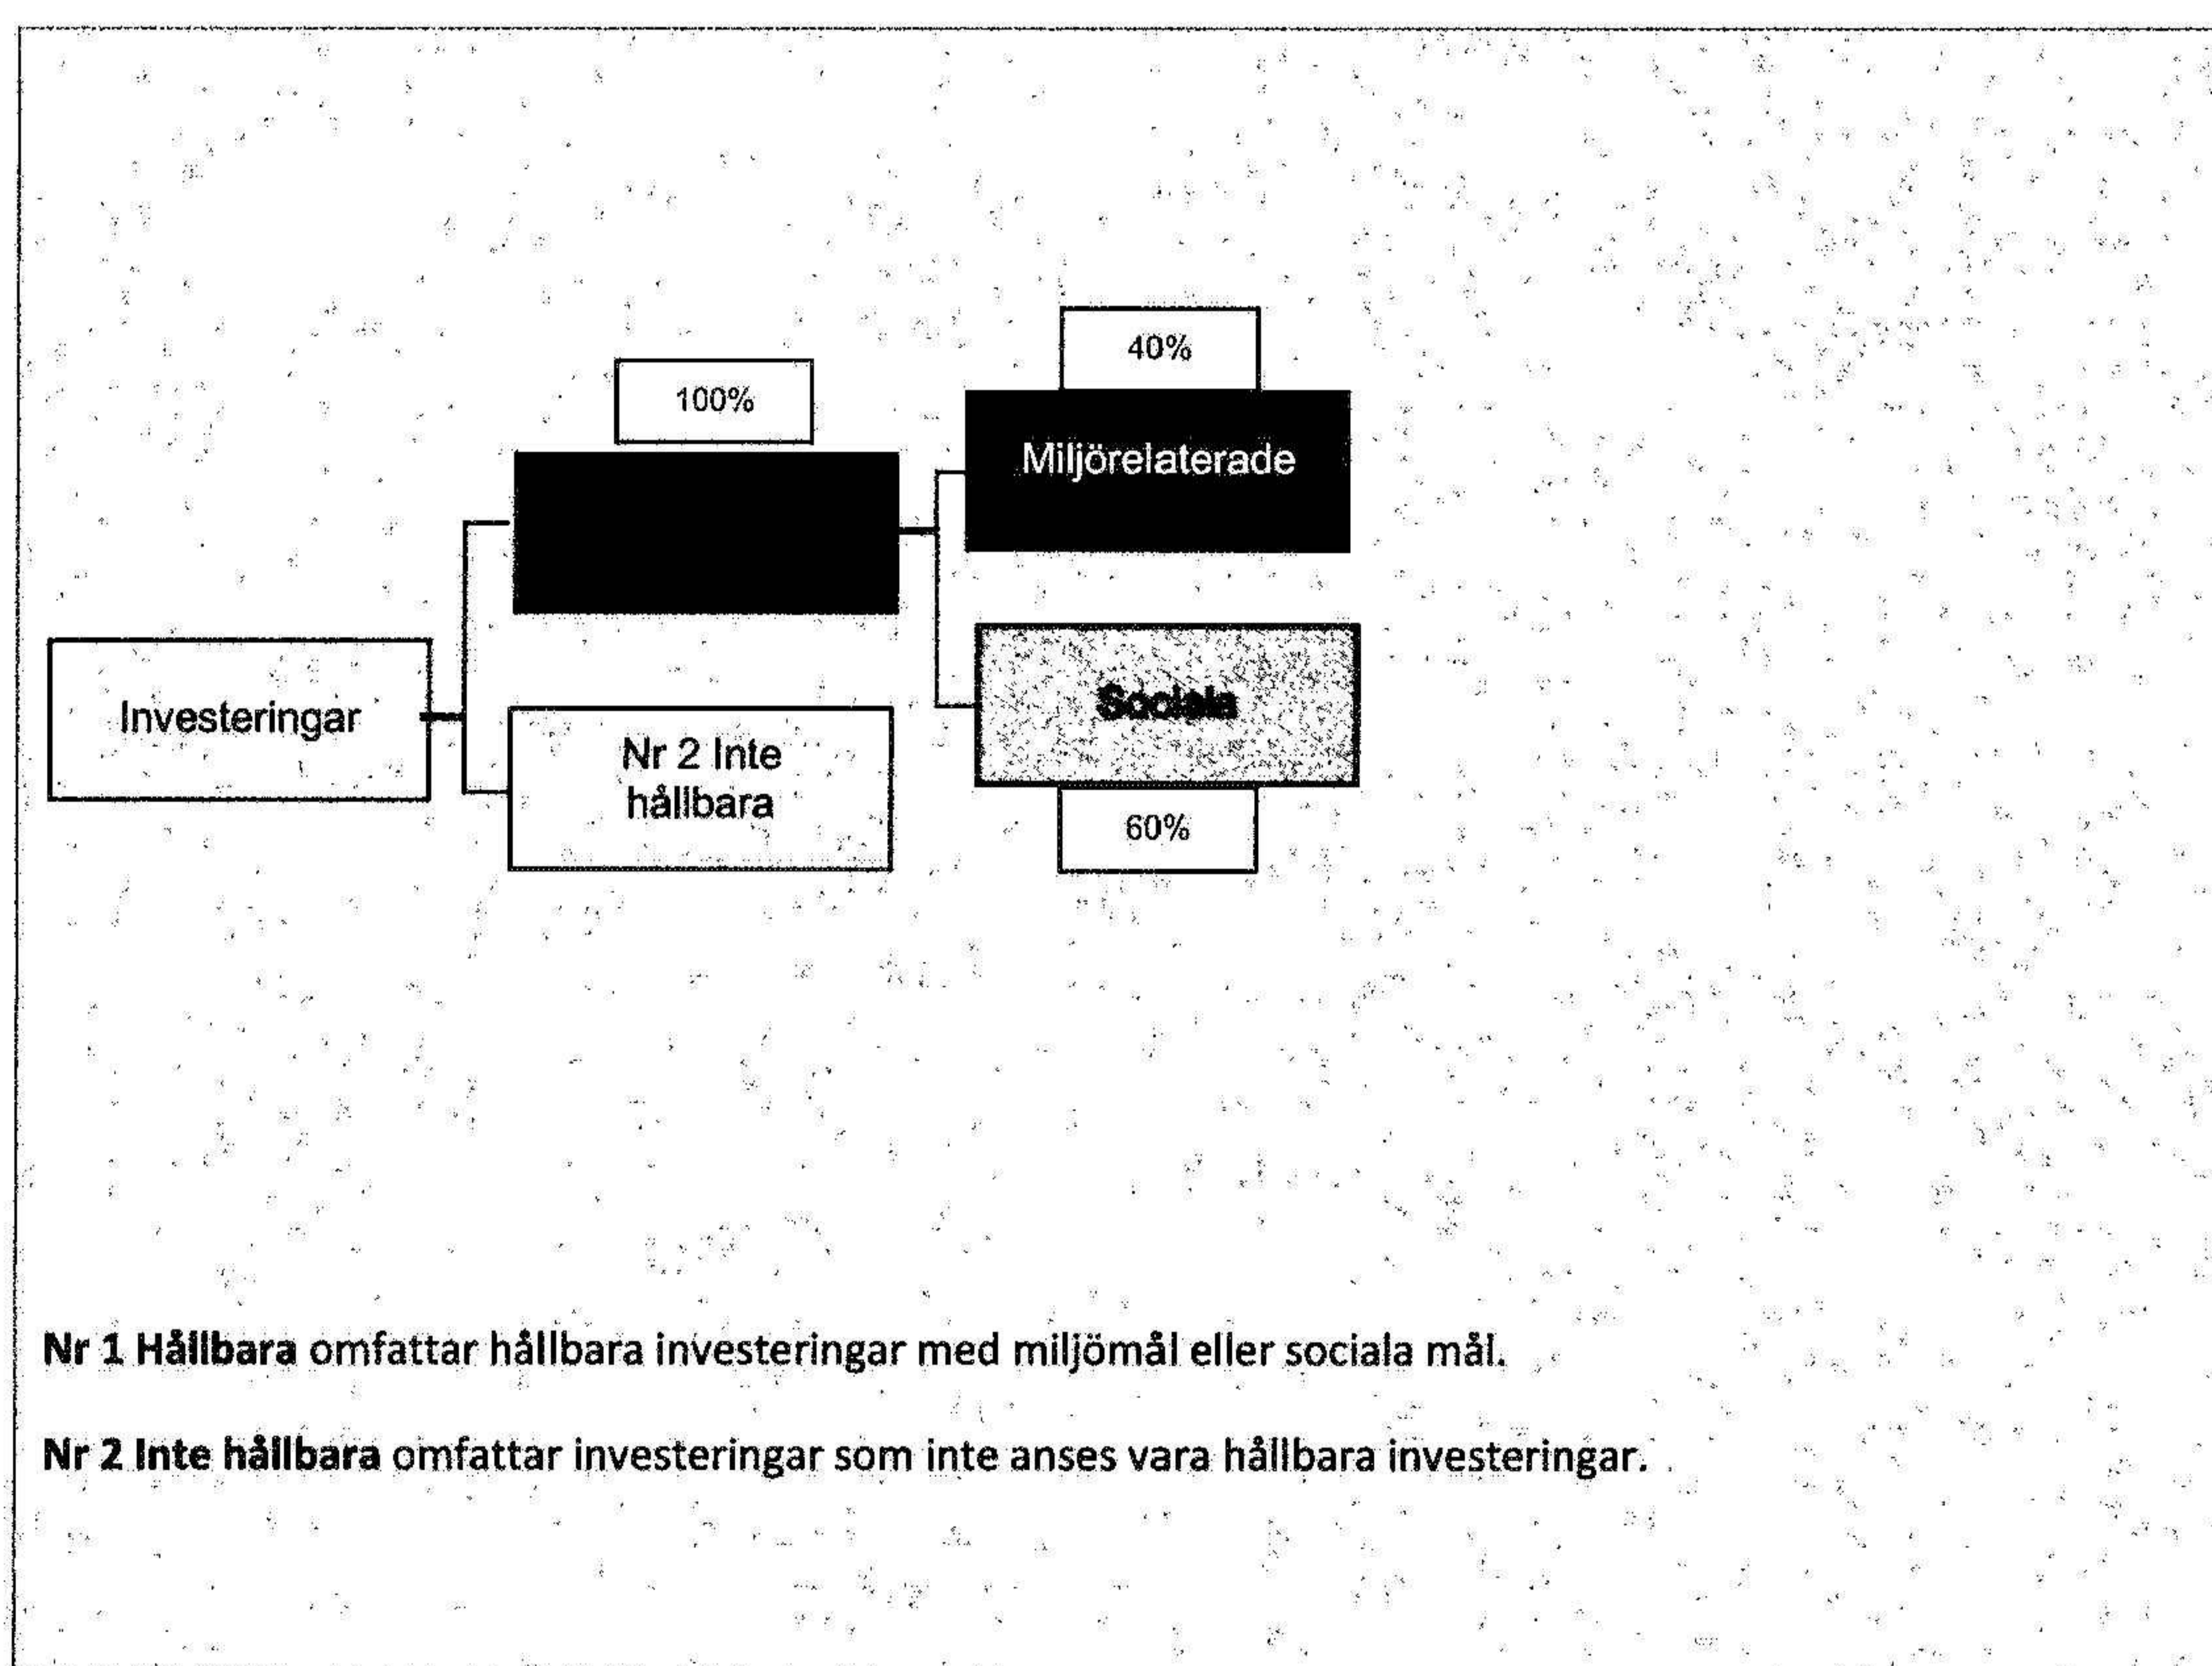 40%
100%
Miljörelaterade
Sociala
Investeringar
Nr 2 Inte
hållbara
60%
Nr 1 Hållbara omfattar hållbara investeringar med miljömål eller sociala mål.
Nr 2 Inte hållbara omfattar investeringar som inte anses vara hållbara investeringar.